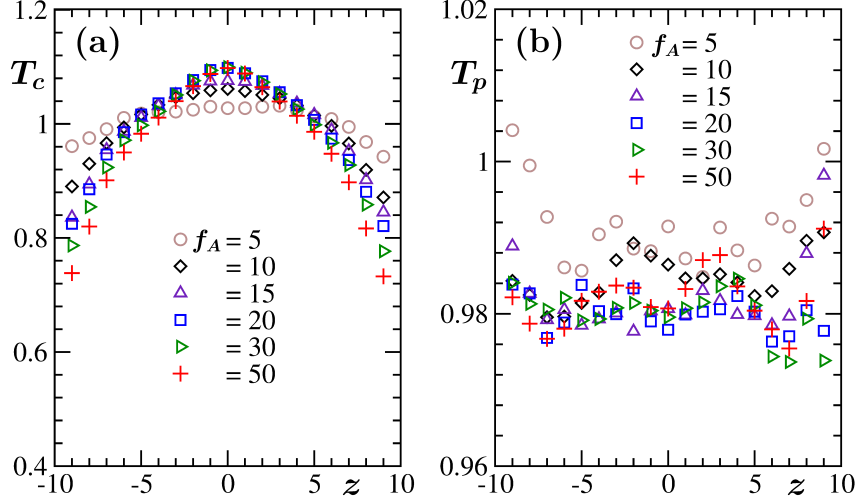 (a)
T_c
1.2
1
0.8
0.6
0.4
f_A = 5
= 10
= 15
= 20
= 30
= 50
-10 -5 0 5 10
z
(b)
T_p
1.02
1
0.98
0.96
f_A = 5
= 10
= 15
= 20
= 30
= 50
-10 -5 0 5 10
z